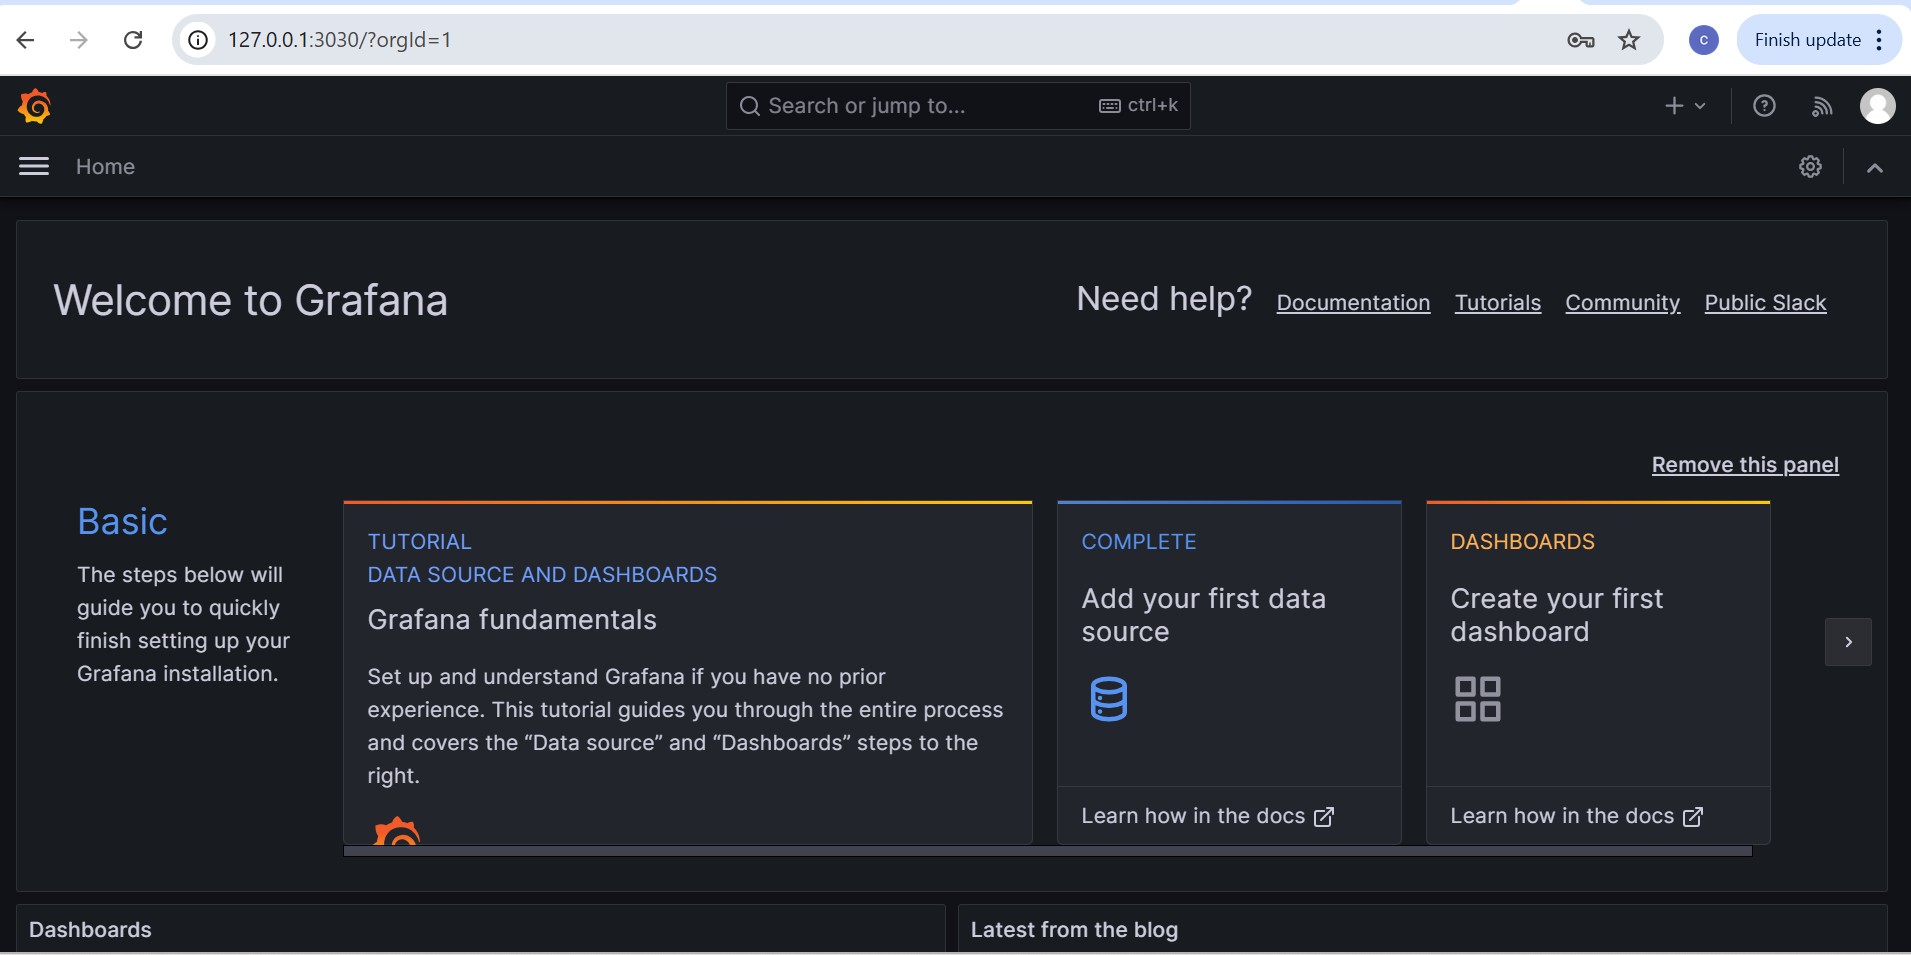 127.0.0.1:3030/?orgId=1
C
Finish update
Search or jump to...
ctrl+k
Home
Welcome to Grafana
Need help?
Documentation
Tutorials
Community
Public Slack
Remove this panel
Basic
The steps below will
guide you to quickly
finish setting up your
Grafana installation.
TUTORIAL
DATA SOURCE AND DASHBOARDS
Grafana fundamentals
Set up and understand Grafana if you have no prior
experience. This tutorial guides you through the entire process
and covers the “Data source” and “Dashboards” steps to the
right.
COMPLETE
Add your first data
source
Learn how in the docs
DASHBOARDS
Create your first
dashboard
Learn how in the docs
Dashboards
Latest from the blog